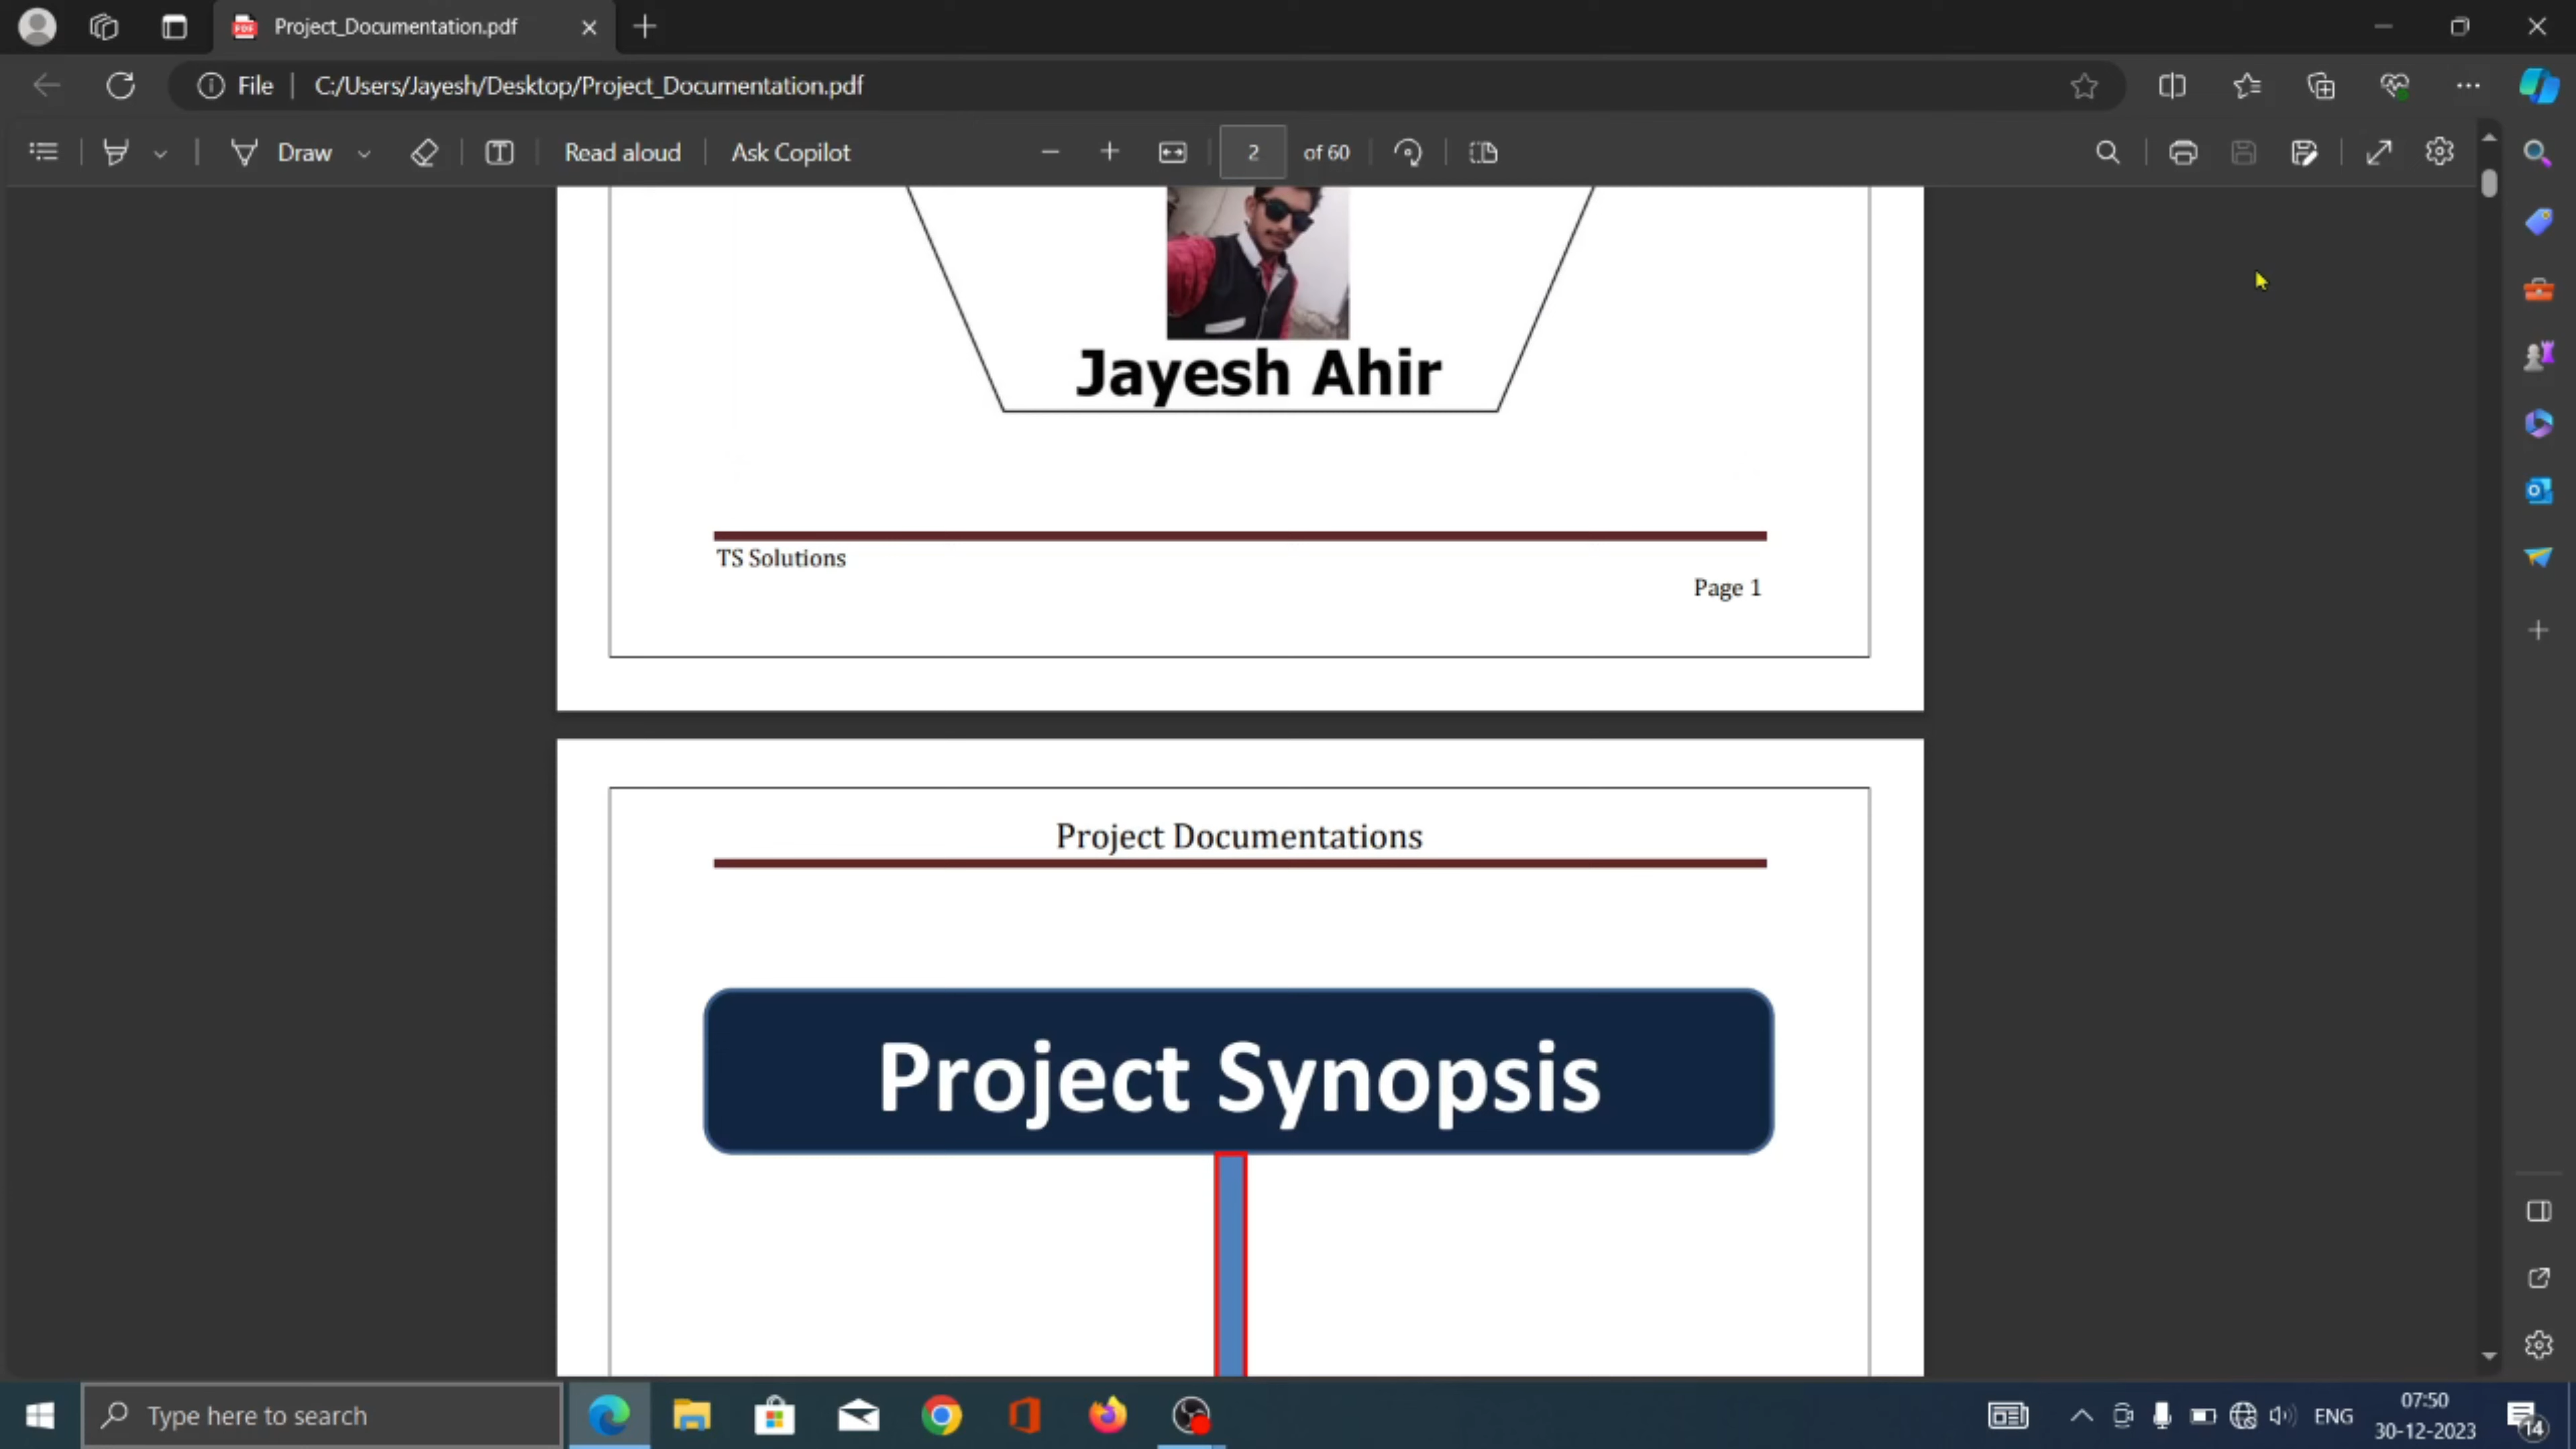 Project_Documentation.pdf
File
C:/Users/Jayesh/Desktop/Project_Documentation.pdf
Draw
Read aloud
Ask Copilot
2
of 60
Jayesh Ahir
TS Solutions
Page 1
Project Documentations
Project Synopsis
Type here to search
ENG
07:50
30-12-2023
14